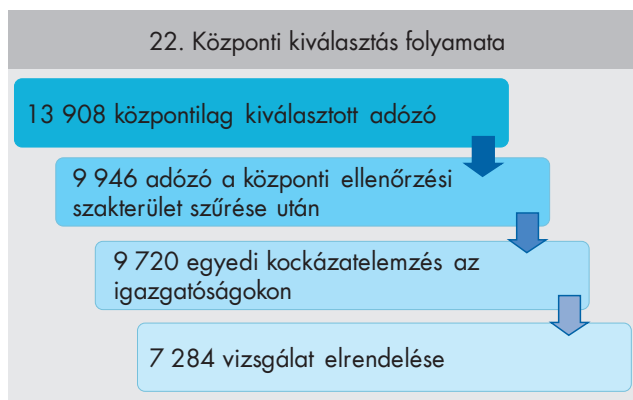 22. Központi kiválasztás folyamata
13 908 központilag kiválasztott adózó
9 946 adózó a központi ellenőrzési
szakterület szűrése után
9 720 egyedi kockázatelemzés az
igazgatóságokon
7 284 vizsgálat elrendelése